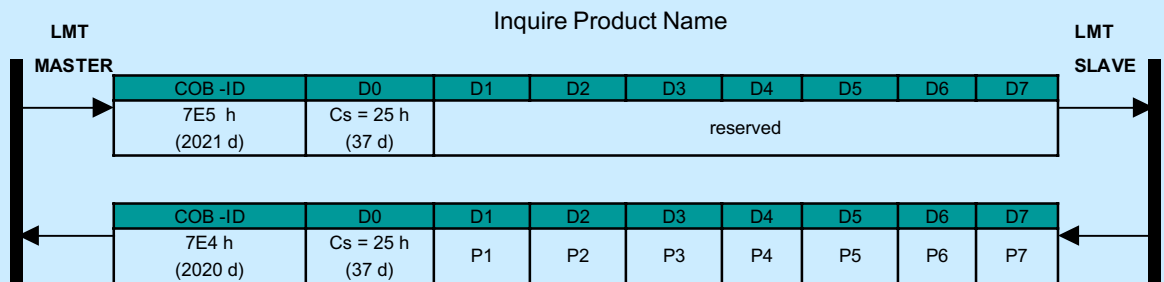 Inquire Product Name
LMT MASTER
LMT SLAVE
COB -ID D0 D1 D2 D3 D4 D5 D6 D7
7E5 h Cs = 25 h reserved
(2021 d) (37 d)
COB -ID D0 D1 D2 D3 D4 D5 D6 D7
7E4 h Cs = 25 h P1 P2 P3 P4 P5 P6 P7
(2020 d) (37 d)